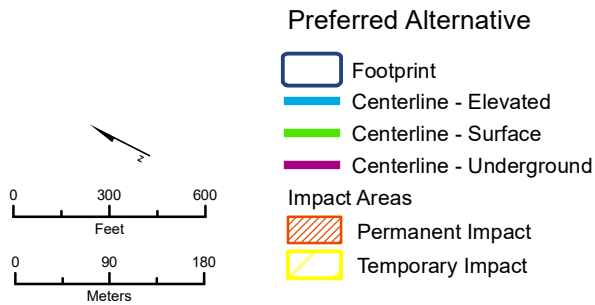 Preferred Alternative
Footprint
Centerline - Elevated
Centerline - Surface
Centerline - Underground
Impact Areas
Permanent Impact
Temporary Impact
z
0 300 600
Feet
0 90 180
Meters